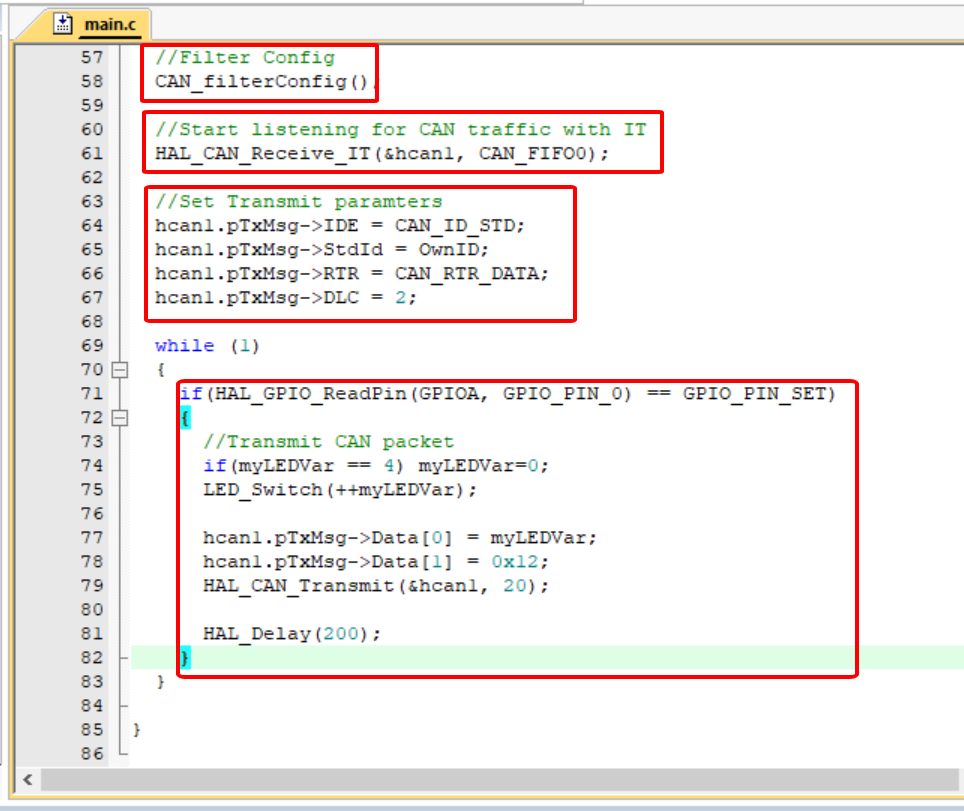 main.c
57 //Filter Config
58 CAN_filterConfig();
59
60 //Start listening for CAN traffic with IT
61 HAL_CAN_Receive_IT(&hcan1, CAN_FIFO0);
62
63 //Set Transmit paramters
64 hcan1.pTxMsg->IDE = CAN_ID_STD;
65 hcan1.pTxMsg->StdId = OwnID;
66 hcan1.pTxMsg->RTR = CAN_RTR_DATA;
67 hcan1.pTxMsg->DLC = 2;
68
69 while (1)
70 {
71 if(HAL_GPIO_ReadPin(GPIOA, GPIO_PIN_0) == GPIO_PIN_SET)
72 {
73 //Transmit CAN packet
74 if(myLEDVar == 4) myLEDVar=0;
75 LED_Switch(++myLEDVar);
76
77 hcan1.pTxMsg->Data[0] = myLEDVar;
78 hcan1.pTxMsg->Data[1] = 0x12;
79 HAL_CAN_Transmit(&hcan1, 20);
80
81 HAL_Delay(200);
82 }
83 }
84
85 }
86